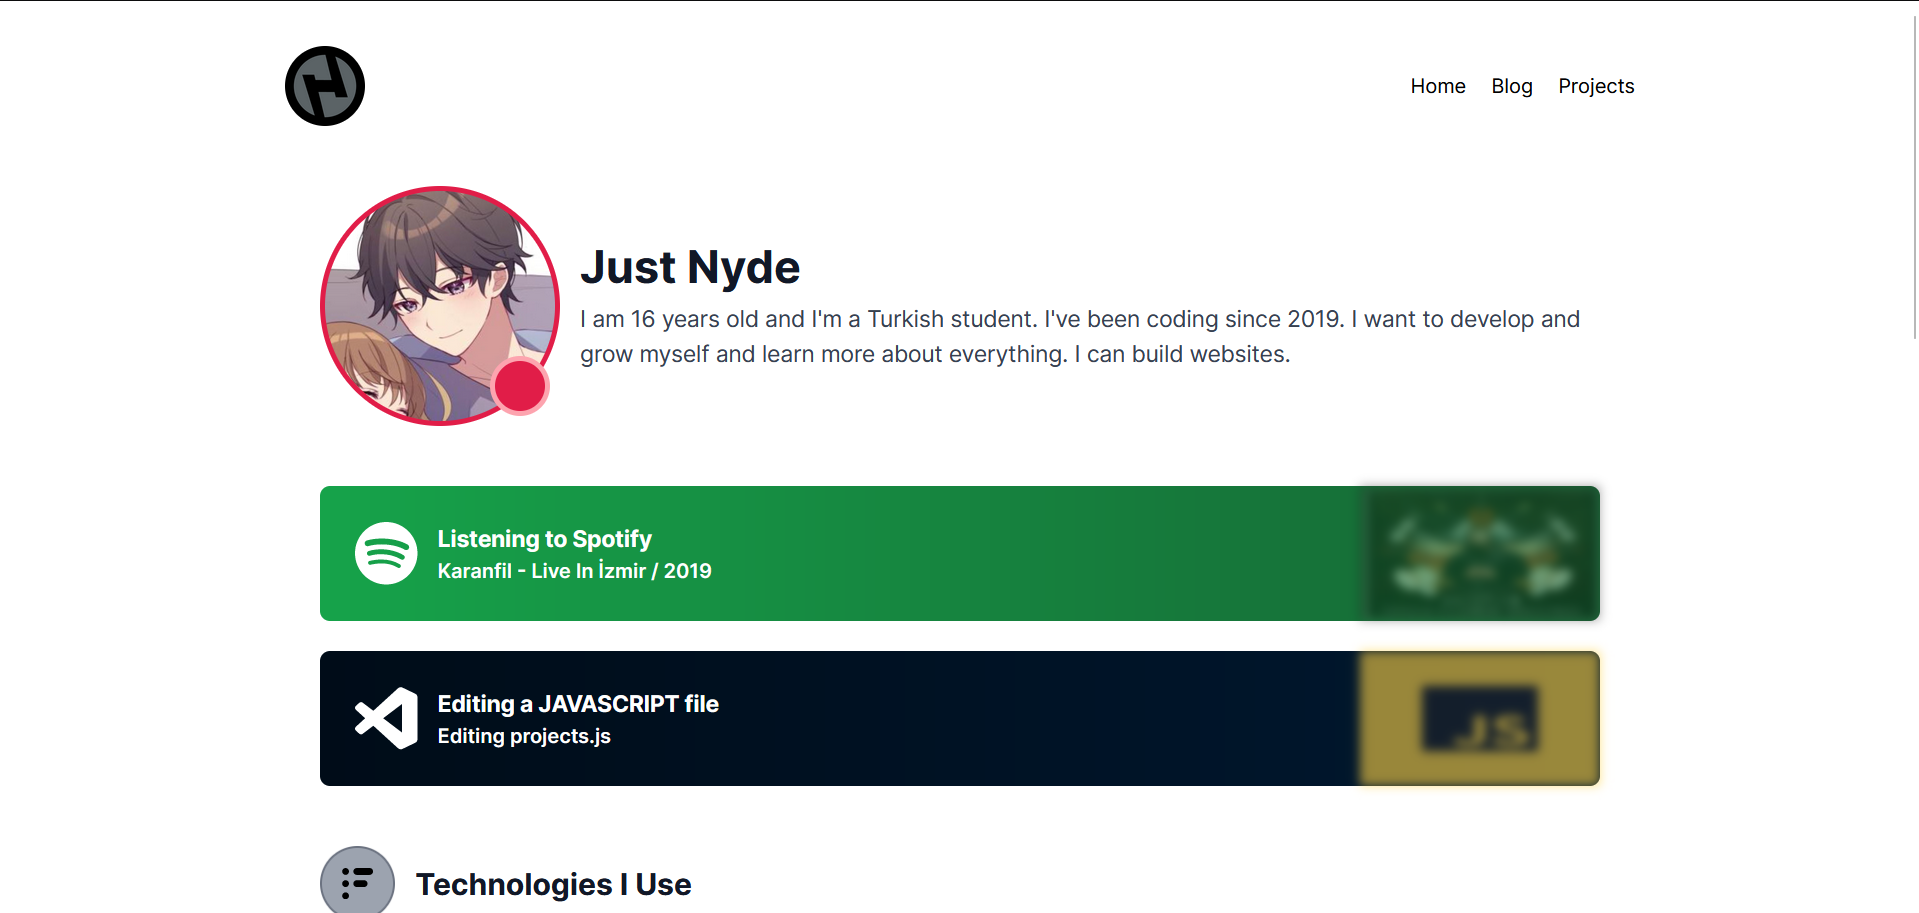 Home Blog Projects
Just Nyde
I am 16 years old and I'm a Turkish student. I've been coding since 2019. I want to develop and
grow myself and learn more about everything. I can build websites.
Listening to Spotify
Karanfil - Live In İzmir / 2019
Editing a JAVASCRIPT file
Editing projects.js
JS
Technologies I Use